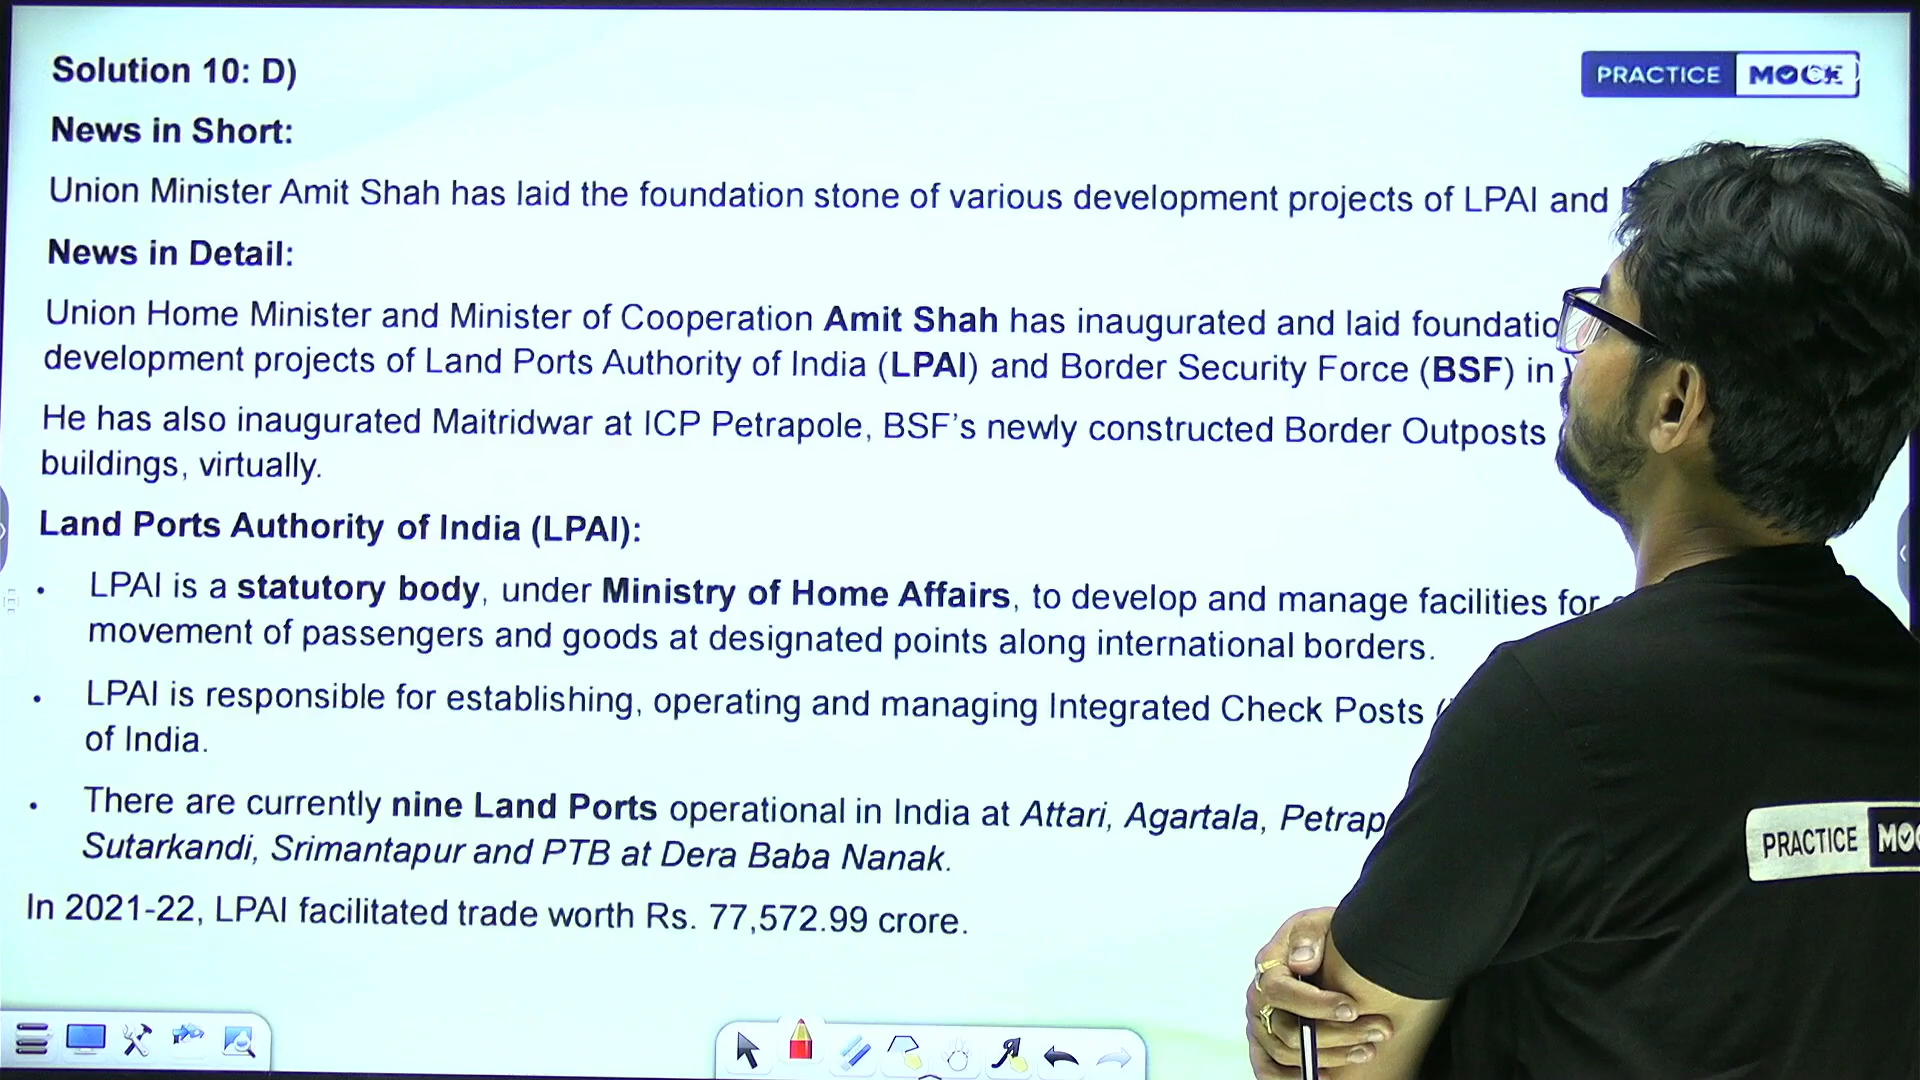 Solution 10: D)
PRACTICE MOCK
News in Short:
Union Minister Amit Shah has laid the foundation stone of various development projects of LPAI and
News in Detail:
Union Home Minister and Minister of Cooperation Amit Shah has inaugurated and laid
development projects of Land Ports Authority of India (LPAI) and Border Security Force (BSF) in
He has also inaugurated Maitridwar at ICP Petrapole, BSF's newly constructed Border Outposts
buildings, virtually.
Land Ports Authority of India (LPAI):
• LPAI is a statutory body, under Ministry of Home Affairs, to develop and manage facilities for
movement of passengers and goods at designated points along international borders.
• LPAI is responsible for establishing, operating and managing Integrated Check Posts
of India.
• There are currently nine Land Ports operational in India at Attari, Agartala,
Sutarkandi, Srimantapur and PTB at Dera Baba Nanak.
In 2021-22, LPAI facilitated trade worth Rs. 77,572.99 crore.
PRACTICE